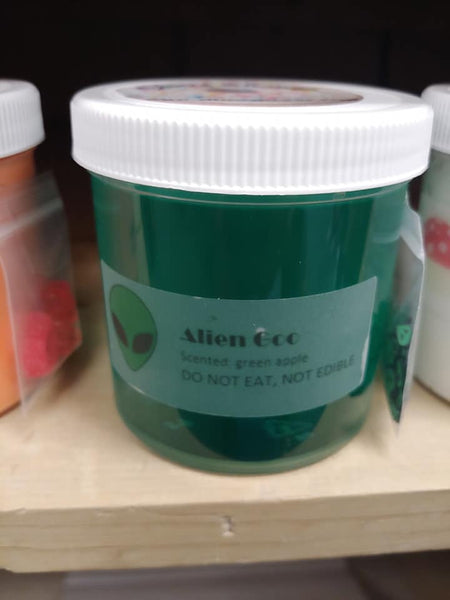 Alien Goo
Scented: green apple
DO NOT EAT, NOT EDIBLE